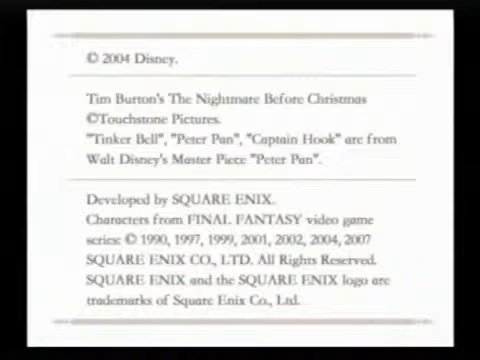 © 2004 Disney.
Tim Burton's The Nightmare Before Christmas
©Touchstone Pictures.
"Tinker Bell", "Peter Pan", "Captain Hook" are from
Walt Disney's Master Piece "Peter Pan".
Developed by SQUARE ENIX.
Characters from FINAL FANTASY video game
series: © 1990, 1997, 1999, 2001, 2002, 2004, 2007
SQUARE ENIX CO., LTD. All Rights Reserved.
SQUARE ENIX and the SQUARE ENIX logo are
trademarks of Square Enix Co., Ltd.